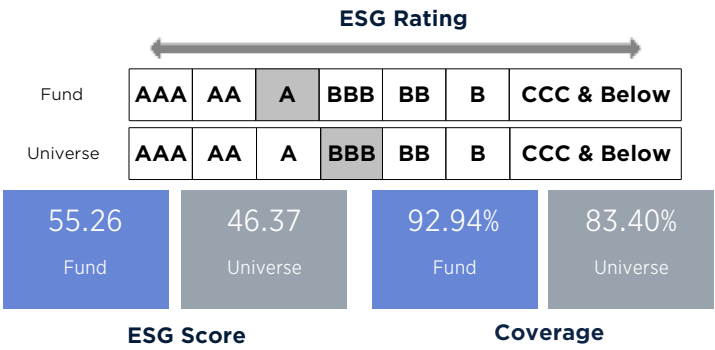 ESG Rating
Fund AAA AA A BBB BB B CCC & Below
Universe AAA AA A BBB BB B CCC & Below
55.26 46.37 92.94% 83.40%
Fund Universe Fund Universe
ESG Score Coverage